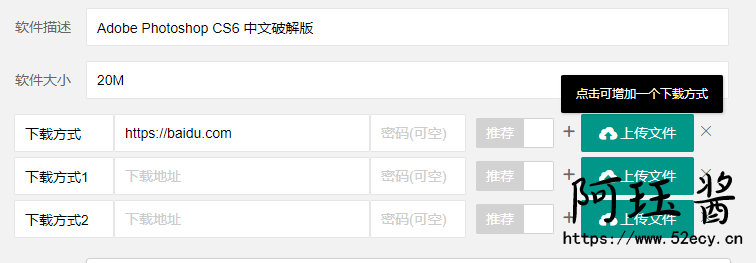 软件描述 Adobe Photoshop CS6 中文破解版
软件大小 20M
点击可增加一个下载方式
下载方式 https://baidu.com 密码(可空) 推荐 + 上传文件 ×
下载方式1 下载地址 密码(可空) 推荐 + 上传文件 ×
下载方式2 下载地址 密码(可空) 推荐 + 上传文件 ×
阿珏酱
https://www.52ecy.cn